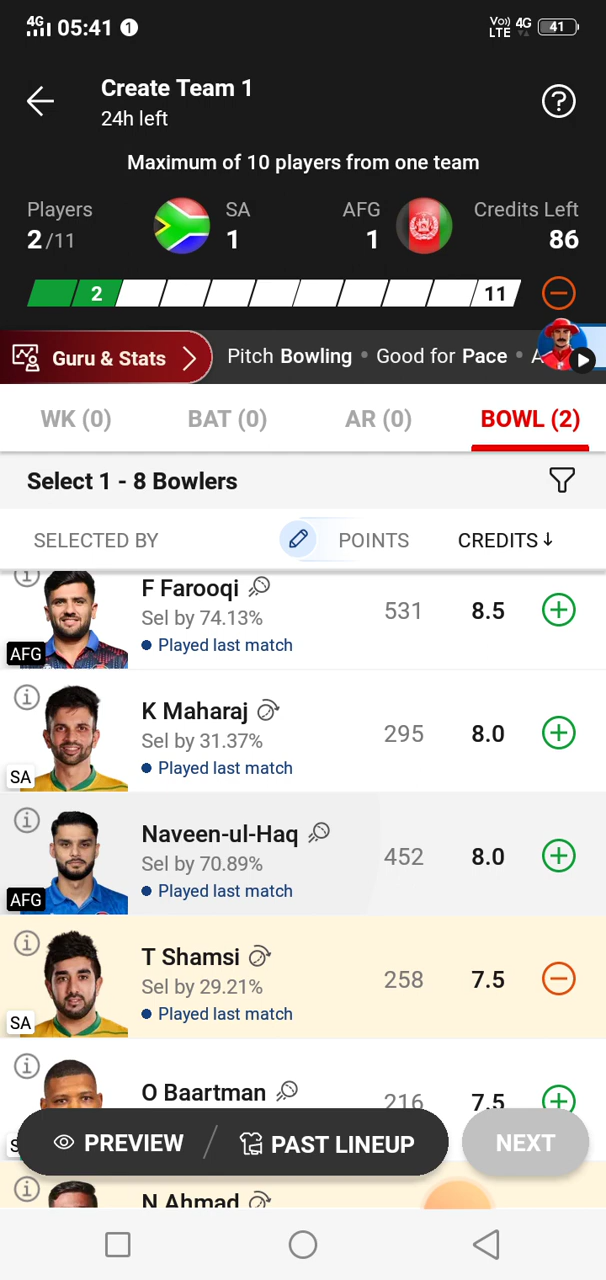 4G 05:41 1 Vo) LTE 4G 41
Create Team 1
24h left
?
Maximum of 10 players from one team
Players SA AFG Credits Left
2/11 1 1 86
2 11
Guru & Stats Pitch Bowling • Good for Pace • A
WK (0) BAT (0) AR (0) BOWL (2)
Select 1 - 8 Bowlers
SELECTED BY POINTS CREDITS↓
F Farooqi
Sel by 74.13% 531 8.5
AFG • Played last match
K Maharaj
Sel by 31.37% 295 8.0
SA • Played last match
Naveen-ul-Haq
Sel by 70.89% 452 8.0
AFG • Played last match
T Shamsi
Sel by 29.21% 258 7.5
SA • Played last match
O Baartman 216 7.5
PREVIEW / PAST LINEUP NEXT
N Ahmad